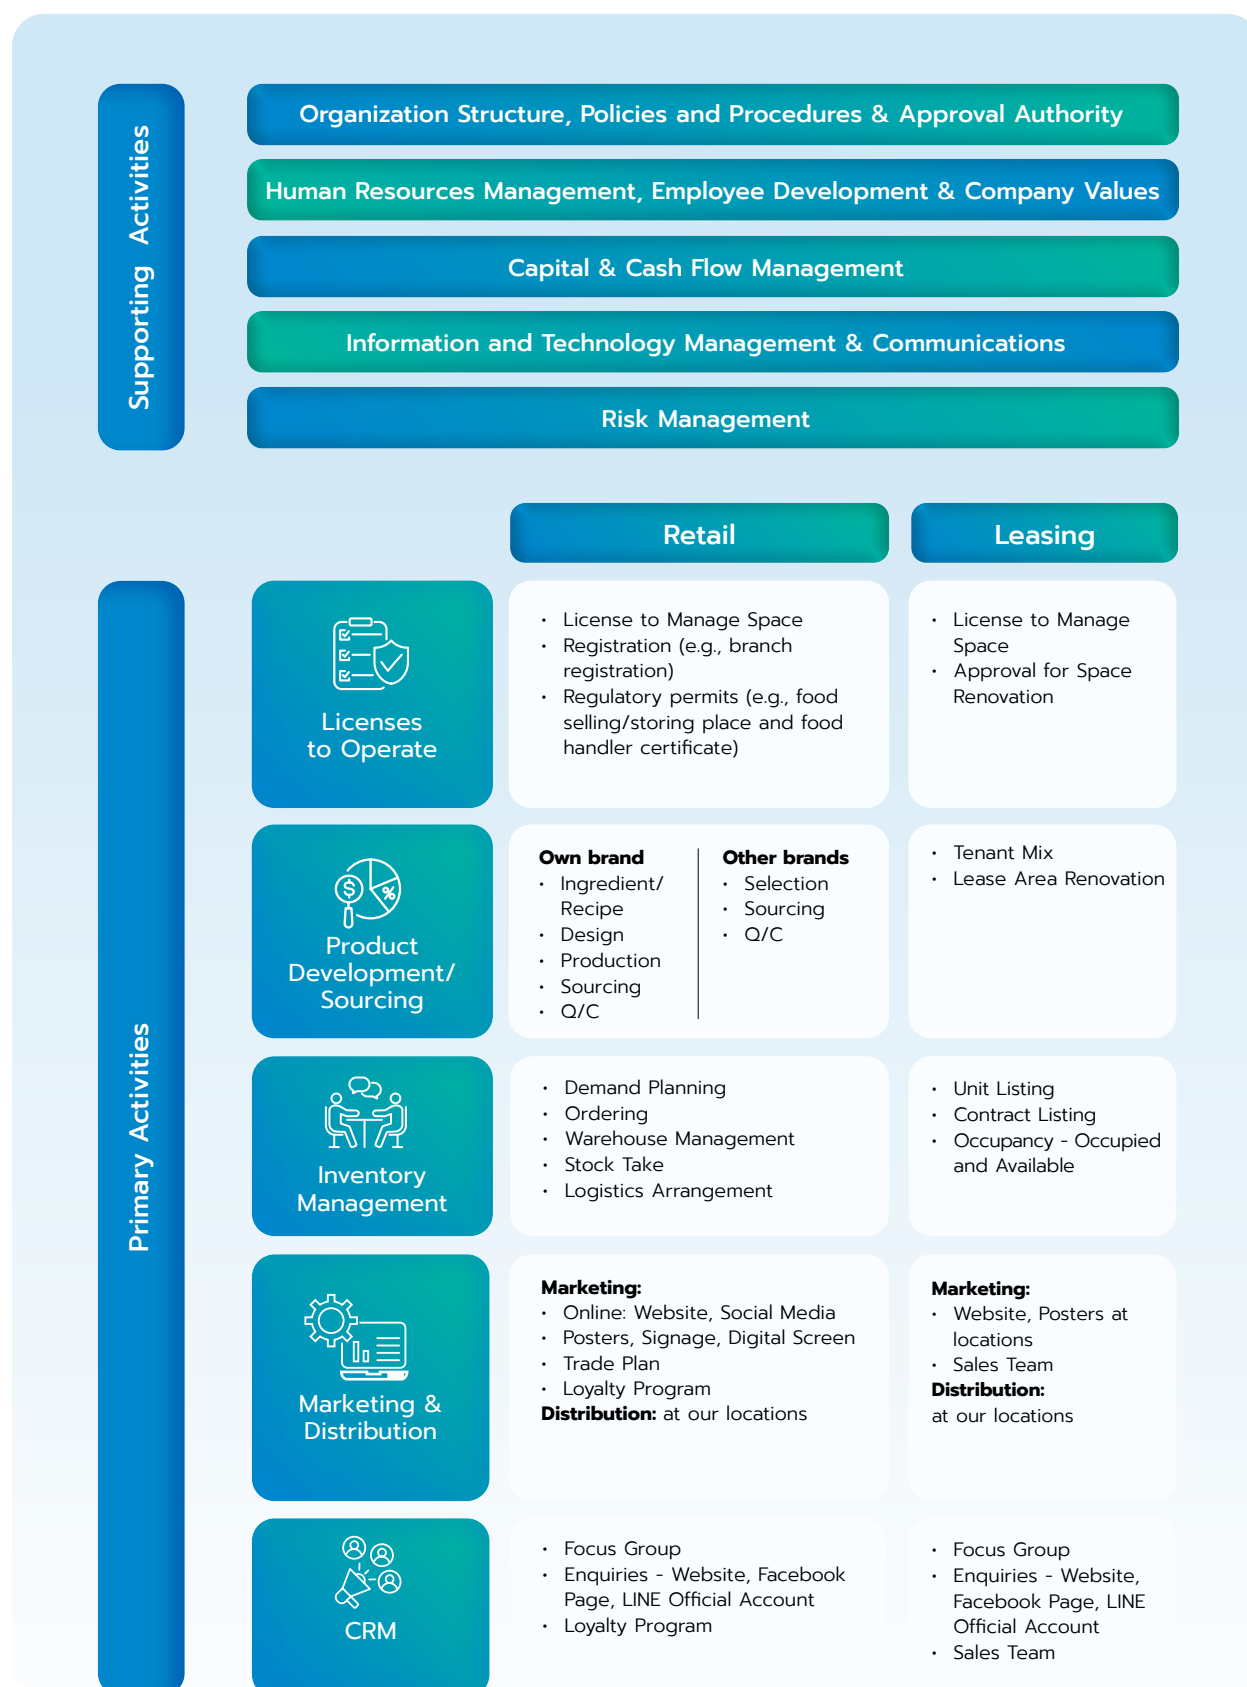 Supporting Activities
Organization Structure, Policies and Procedures & Approval Authority
Human Resources Management, Employee Development & Company Values
Capital & Cash Flow Management
Information and Technology Management & Communications
Risk Management
Retail
Leasing
Primary Activities
Licenses
to Operate
• License to Manage Space
• Registration (e.g., branch
registration)
• Regulatory permits (e.g., food
selling/storing place and food
handler certificate)
• License to Manage
Space
• Approval for Space
Renovation
Product
Development/
Sourcing
Own brand
• Ingredient/
Recipe
• Design
• Production
• Sourcing
• Q/C
Other brands
• Selection
• Sourcing
• Q/C
• Tenant Mix
• Lease Area Renovation
Inventory
Management
• Demand Planning
• Ordering
• Warehouse Management
• Stock Take
• Logistics Arrangement
• Unit Listing
• Contract Listing
• Occupancy - Occupied
and Available
Marketing &
Distribution
Marketing:
• Online: Website, Social Media
• Posters, Signage, Digital Screen
• Trade Plan
• Loyalty Program
Distribution: at our locations
Marketing:
• Website, Posters at
locations
• Sales Team
Distribution:
at our locations
CRM
• Focus Group
• Enquiries - Website, Facebook
Page, LINE Official Account
• Loyalty Program
• Focus Group
• Enquiries - Website,
Facebook Page, LINE
Official Account
• Sales Team